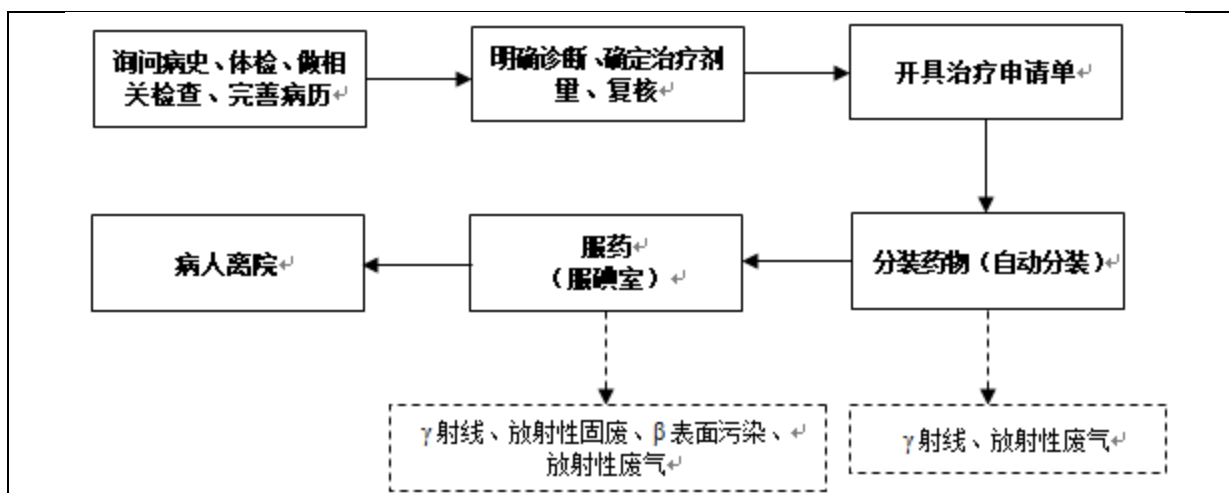 询问病史、体检、做相
关检查、完善病历↵
明确诊断、确定治疗剂
量、复核↵
开具治疗申请单↵
分装药物（自动分装）↵
服药↵
（服碘室）↵
病人离院↵
γ射线、放射性固废、β表面污染、↵
放射性废气↵
γ射线、放射性废气↵